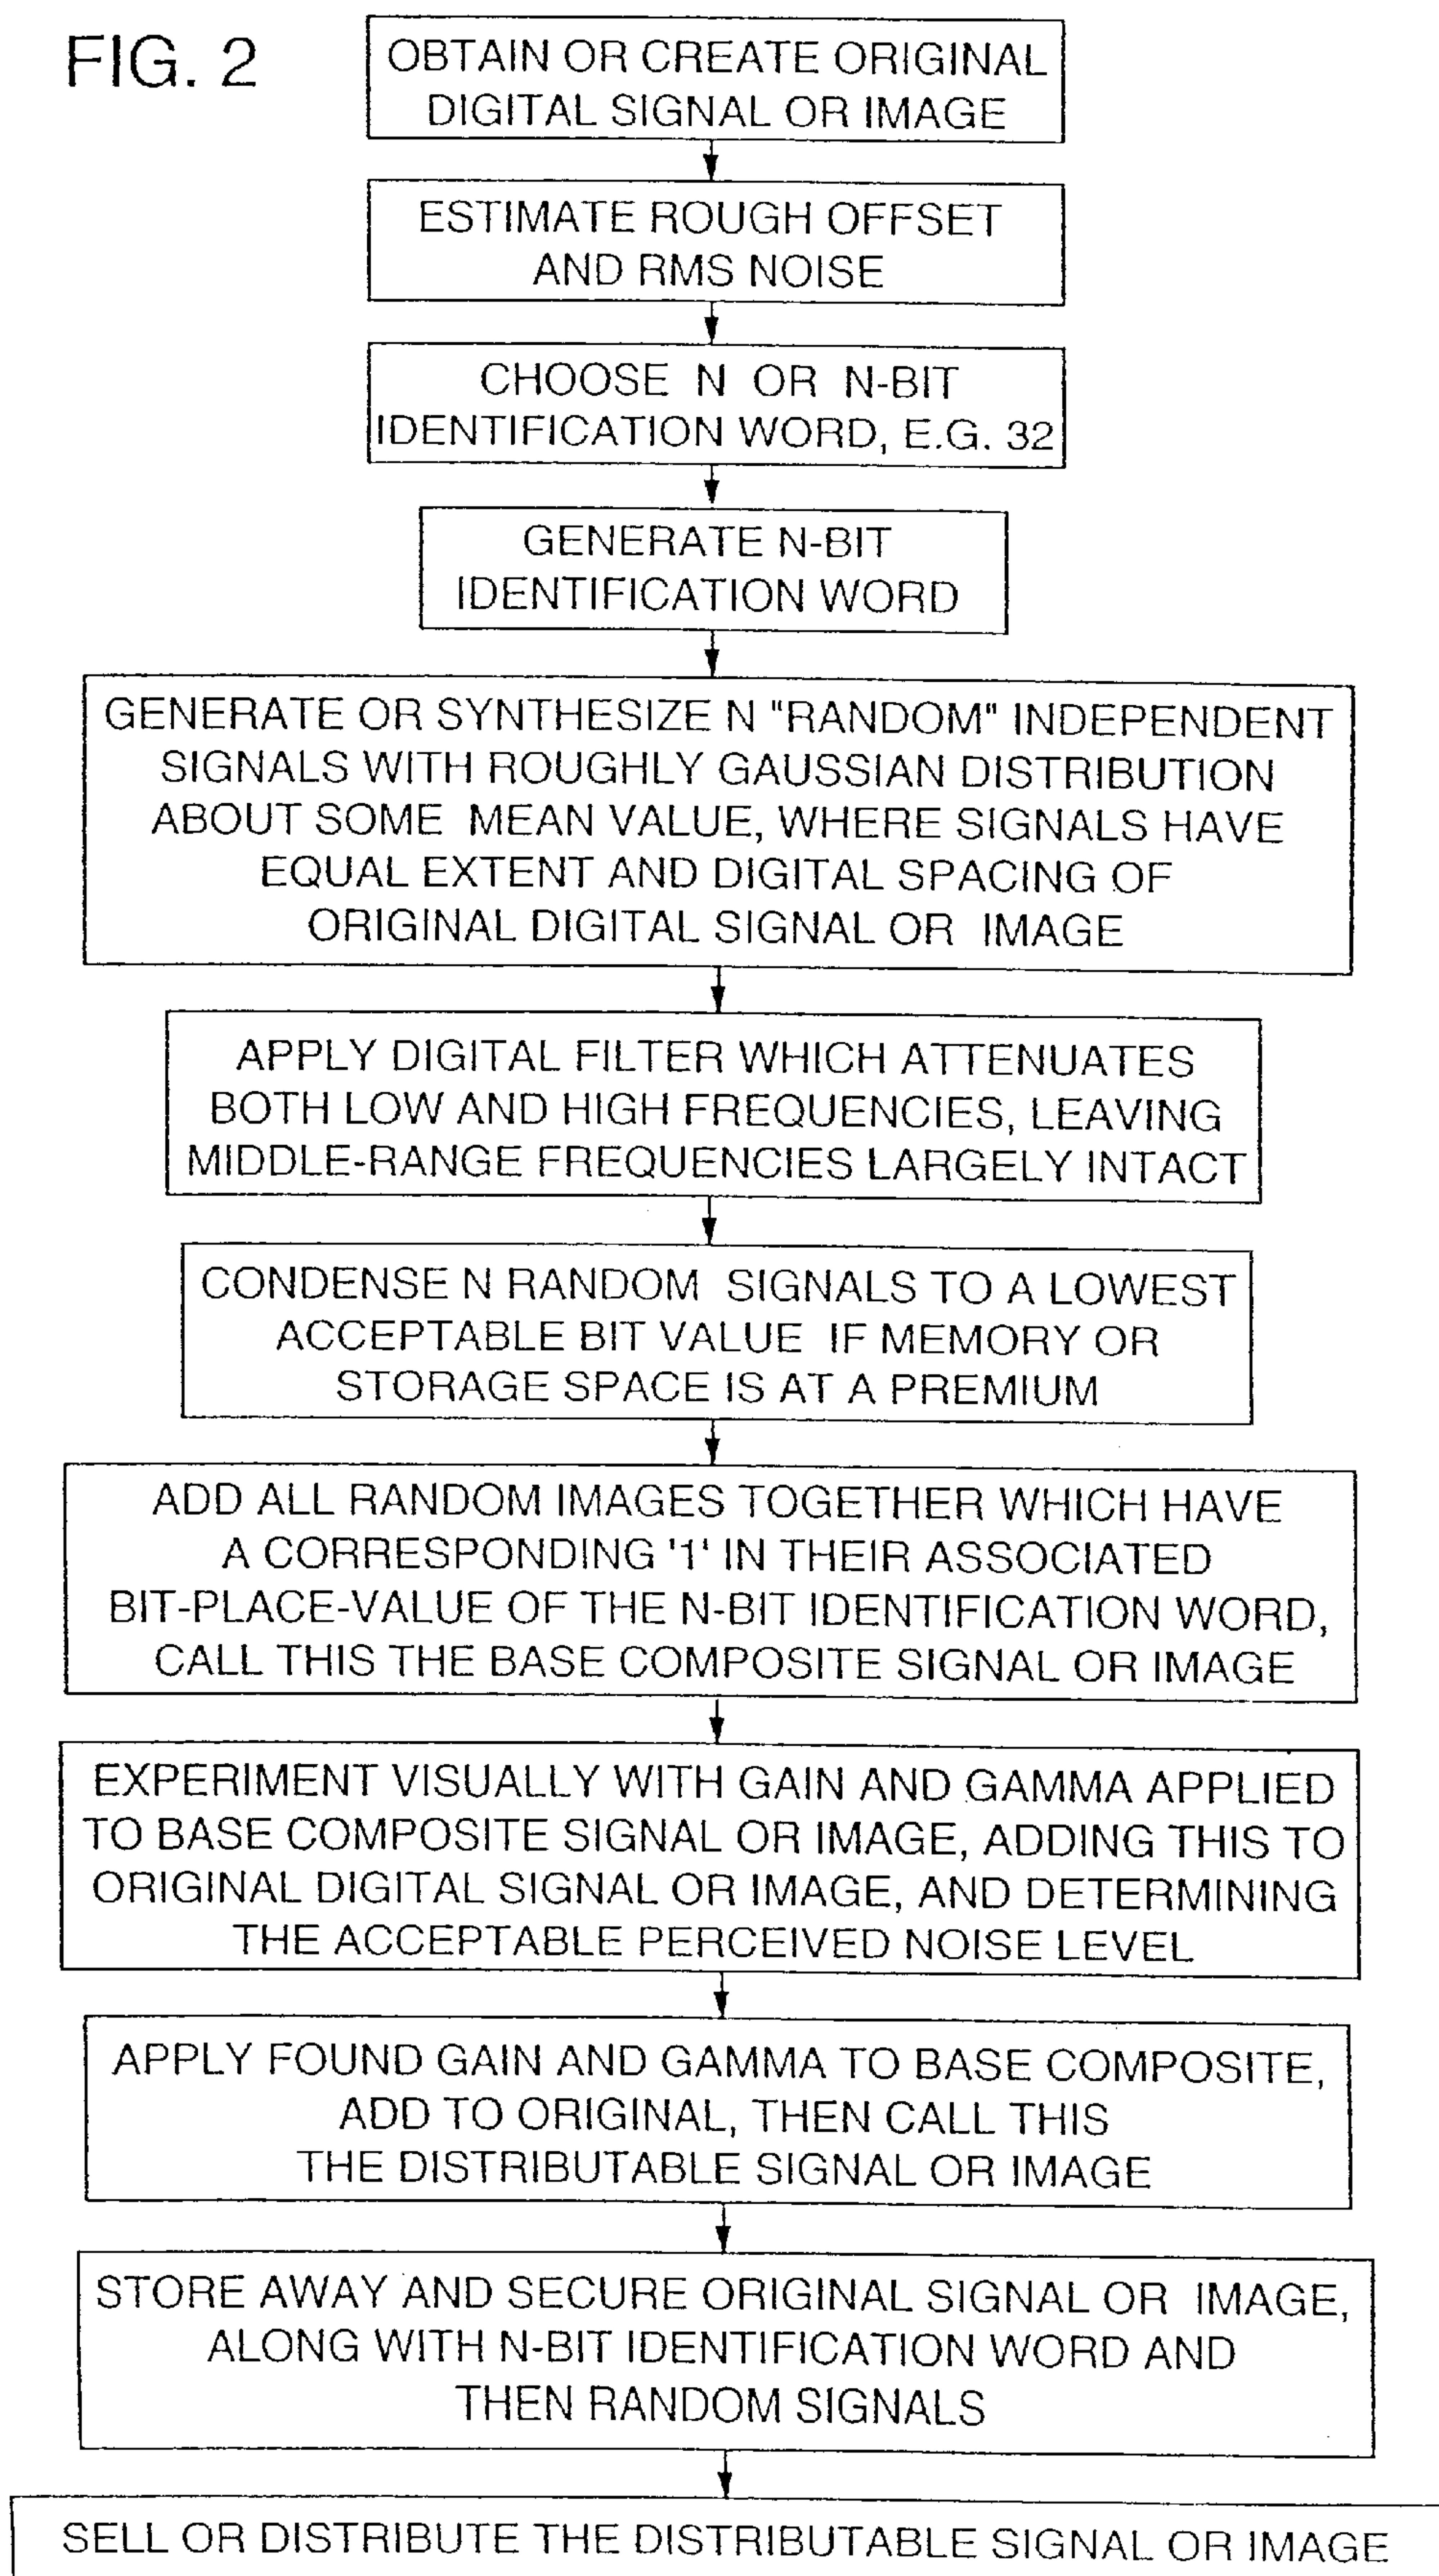 FIG. 2
OBTAIN OR CREATE ORIGINAL
DIGITAL SIGNAL OR IMAGE
ESTIMATE ROUGH OFFSET
AND RMS NOISE
CHOOSE N OR N-BIT
IDENTIFICATION WORD, E.G. 32
GENERATE N-BIT
IDENTIFICATION WORD
GENERATE OR SYNTHESIZE N "RANDOM" INDEPENDENT
SIGNALS WITH ROUGHLY GAUSSIAN DISTRIBUTION
ABOUT SOME MEAN VALUE, WHERE SIGNALS HAVE
EQUAL EXTENT AND DIGITAL SPACING OF
ORIGINAL DIGITAL SIGNAL OR IMAGE
APPLY DIGITAL FILTER WHICH ATTENUATES
BOTH LOW AND HIGH FREQUENCIES, LEAVING
MIDDLE-RANGE FREQUENCIES LARGELY INTACT
CONDENSE N RANDOM SIGNALS TO A LOWEST
ACCEPTABLE BIT VALUE IF MEMORY OR
STORAGE SPACE IS AT A PREMIUM
ADD ALL RANDOM IMAGES TOGETHER WHICH HAVE
A CORRESPONDING '1' IN THEIR ASSOCIATED
BIT-PLACE-VALUE OF THE N-BIT IDENTIFICATION WORD,
CALL THIS THE BASE COMPOSITE SIGNAL OR IMAGE
EXPERIMENT VISUALLY WITH GAIN AND GAMMA APPLIED
TO BASE COMPOSITE SIGNAL OR IMAGE, ADDING THIS TO
ORIGINAL DIGITAL SIGNAL OR IMAGE, AND DETERMINING
THE ACCEPTABLE PERCEIVED NOISE LEVEL
APPLY FOUND GAIN AND GAMMA TO BASE COMPOSITE,
ADD TO ORIGINAL, THEN CALL THIS
THE DISTRIBUTABLE SIGNAL OR IMAGE
STORE AWAY AND SECURE ORIGINAL SIGNAL OR IMAGE,
ALONG WITH N-BIT IDENTIFICATION WORD AND
THEN RANDOM SIGNALS
SELL OR DISTRIBUTE THE DISTRIBUTABLE SIGNAL OR IMAGE